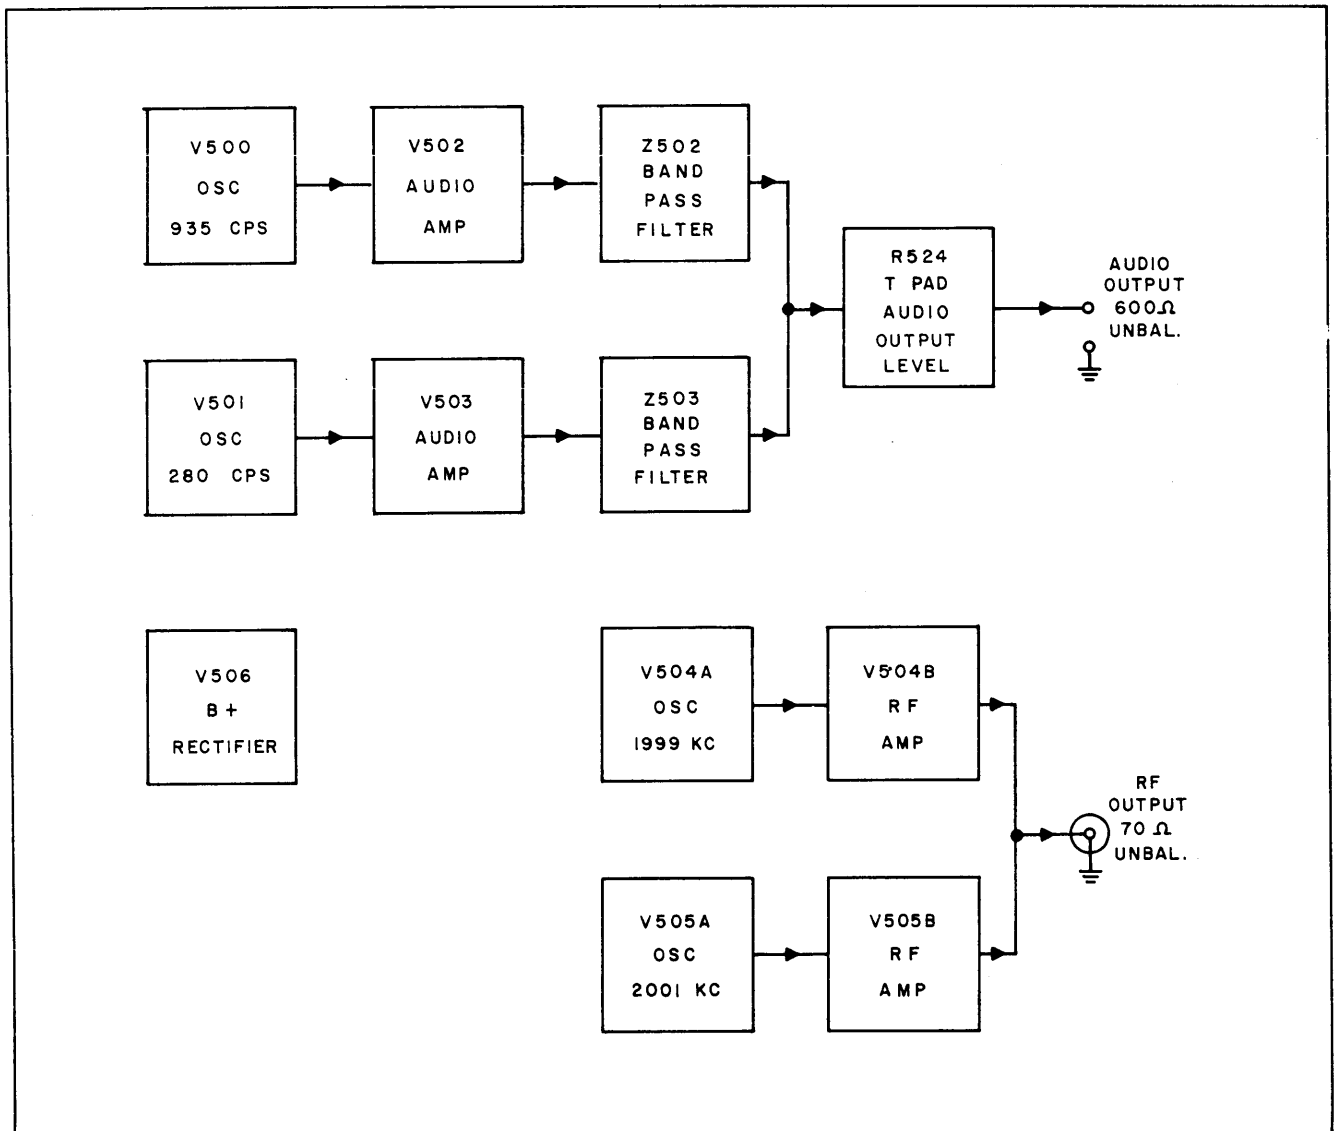 V500
OSC
935 CPS
V502
AUDIO
AMP
Z502
BAND
PASS
FILTER
R524
T PAD
AUDIO
OUTPUT
LEVEL
AUDIO
OUTPUT
600Ω
UNBAL.
V501
OSC
280 CPS
V503
AUDIO
AMP
Z503
BAND
PASS
FILTER
V506
B+
RECTIFIER
V504A
OSC
1999 KC
V504B
RF
AMP
RF
OUTPUT
70 Ω
UNBAL.
V505A
OSC
2001 KC
V505B
RF
AMP